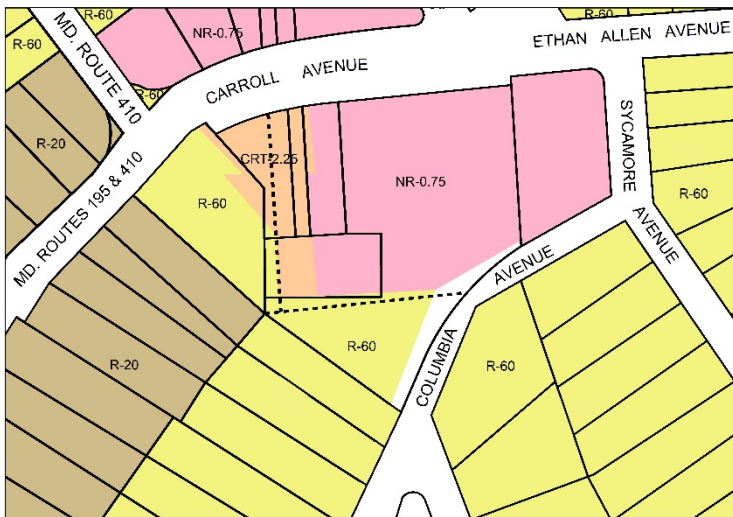 R-60
R-60
NR-0.75
R-60
ETHAN ALLEN AVENUE
MD. ROUTE 410
CARROLL AVENUE
R-60
R-20
CRT-2.25
SYCAMORE AVENUE
NR-0.75
R-60
R-60
MD. ROUTES 195 & 410
AVENUE
R-60
R-20
COLUMBIA
R-60